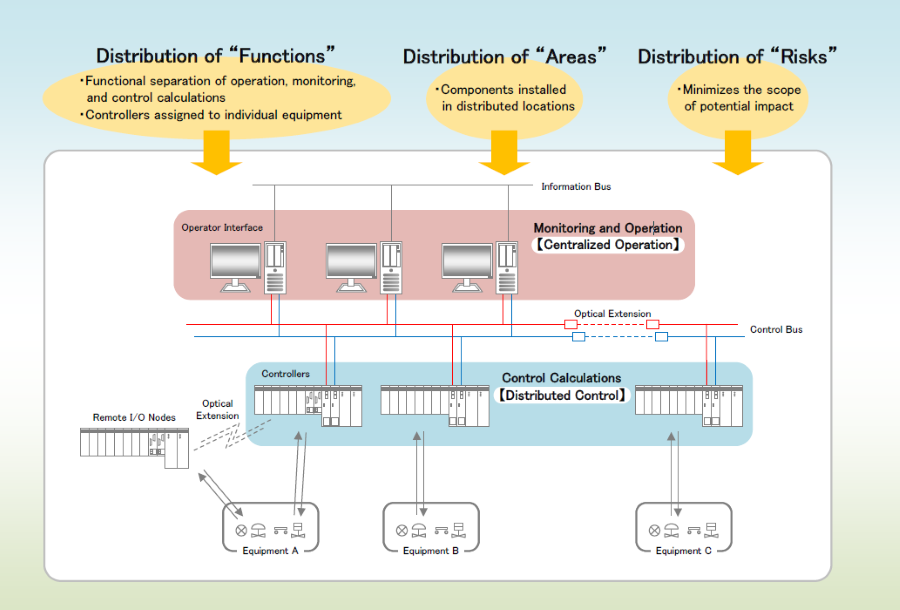 Distribution of “Functions”
・Functional separation of operation, monitoring,
and control calculations
・Controllers assigned to individual equipment
Distribution of “Areas”
・Components installed
in distributed locations
Distribution of “Risks”
・Minimizes the scope
of potential impact
Information Bus
Operator Interface
Monitoring and Operation
【Centralized Operation】
Optical Extension
Control Bus
Controllers
Control Calculations
【Distributed Control】
Optical
Extension
Remote I/O Nodes
Equipment A
Equipment B
Equipment C